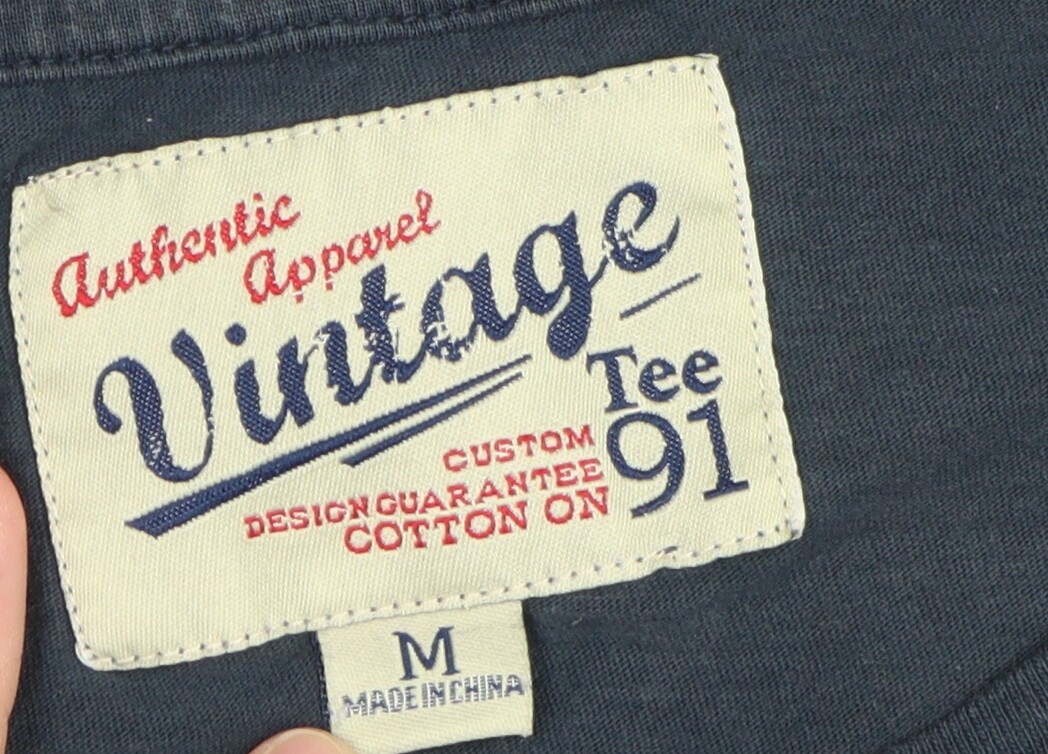 Authentic
Apparel
Vintage
Tee
91
CUSTOM
DESIGN GUARANTEE
COTTON ON
M
MADE IN CHINA